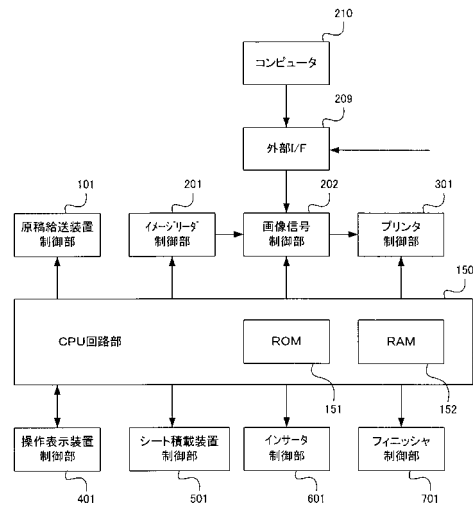 210
コンピュータ
209
外部I/F
101
201
202
301
原稿給送装置
制御部
イメージリーダ
制御部
画像信号
制御部
プリンタ
制御部
150
CPU回路部
ROM
RAM
151
152
操作表示装置
制御部
シート積載装置
制御部
インサータ
制御部
フィニッシャ
制御部
401
501
601
701